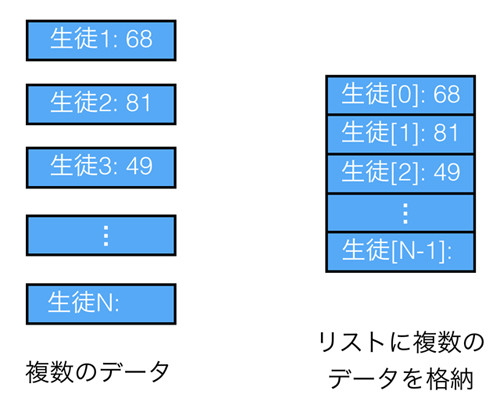 生徒1: 68
生徒2: 81
生徒3: 49
⋮
生徒N:
複数のデータ
生徒[0]: 68
生徒[1]: 81
生徒[2]: 49
⋮
生徒[N-1]:
リストに複数の
データを格納